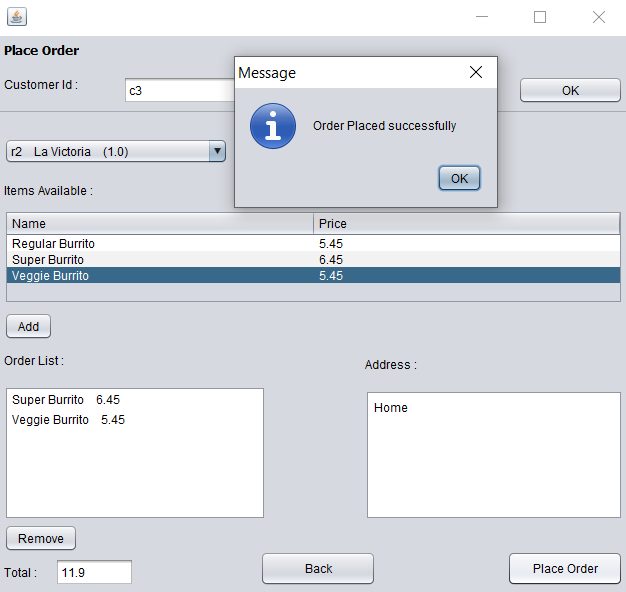 Place Order
Customer Id :
c3
OK
Message
Order Placed successfully
OK
r2 La Victoria (1.0)
Items Available :
Name Price
Regular Burrito 5.45
Super Burrito 6.45
Veggie Burrito 5.45
Add
Order List :
Address :
Super Burrito 6.45
Veggie Burrito 5.45
Home
Remove
Total :
11.9
Back
Place Order